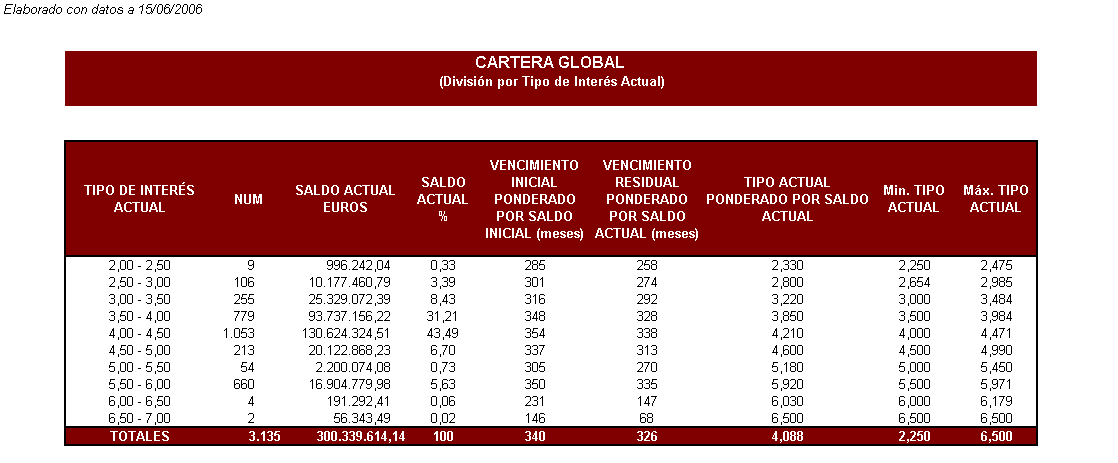 Elaborado con datos a 15/06/2006
CARTERA GLOBAL
(División por Tipo de Interés Actual)
TIPO DE INTERÉS ACTUAL NUM SALDO ACTUAL EUROS SALDO ACTUAL % VENCIMIENTO INICIAL PONDERADO POR SALDO INICIAL (meses) VENCIMIENTO RESIDUAL PONDERADO POR SALDO ACTUAL (meses) TIPO ACTUAL PONDERADO POR SALDO ACTUAL Min. TIPO ACTUAL Máx. TIPO ACTUAL
2,00 - 2,50 9 996.242,04 0,33 285 258 2,330 2,250 2,475
2,50 - 3,00 106 10.177.460,79 3,39 301 274 2,800 2,654 2,985
3,00 - 3,50 255 25.329.072,39 8,43 316 292 3,220 3,000 3,484
3,50 - 4,00 779 93.737.156,22 31,21 348 328 3,850 3,500 3,984
4,00 - 4,50 1.053 130.624.324,51 43,49 354 338 4,210 4,000 4,471
4,50 - 5,00 213 20.122.868,23 6,70 337 313 4,600 4,500 4,990
5,00 - 5,50 54 2.200.074,08 0,73 305 270 5,180 5,000 5,450
5,50 - 6,00 660 16.904.779,98 5,63 350 335 5,920 5,500 5,971
6,00 - 6,50 4 191.292,41 0,06 231 147 6,030 6,000 6,179
6,50 - 7,00 2 56.343,49 0,02 146 68 6,500 6,500 6,500
TOTALES 3.135 300.339.614,14 100 340 326 4,088 2,250 6,500